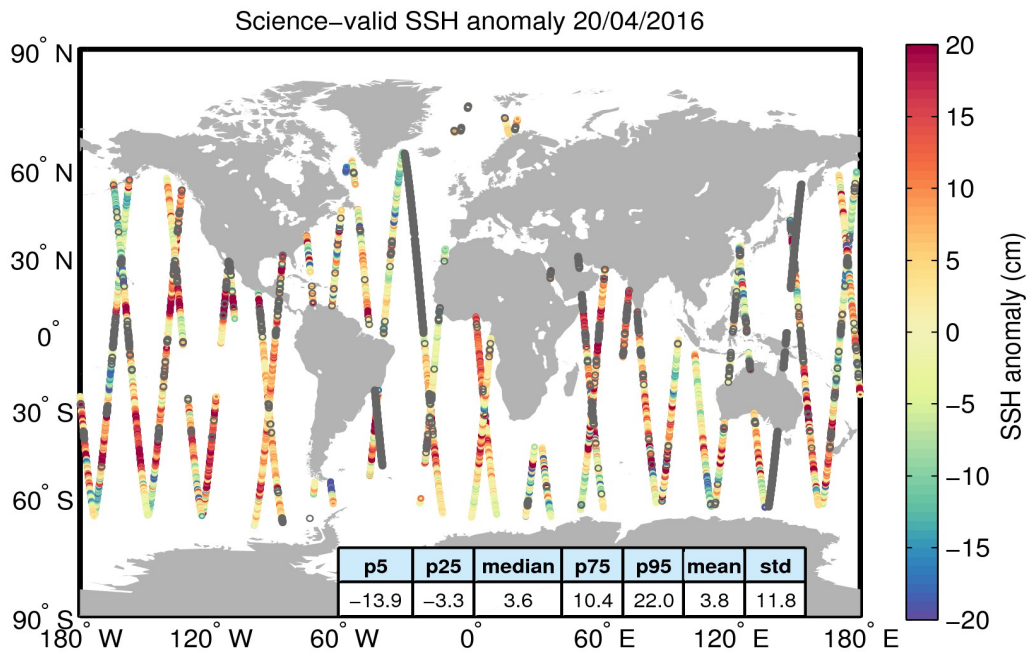 Science−valid SSH anomaly 20/04/2016
90° N
60° N
30° N
0°
30° S
60° S
90° S
180° W
120° W
60° W
0°
60° E
120° E
180° E
p5 p25 median p75 p95 mean std
−13.9 −3.3 3.6 10.4 22.0 3.8 11.8
20
15
10
5
0
−5
−10
−15
−20
SSH anomaly (cm)